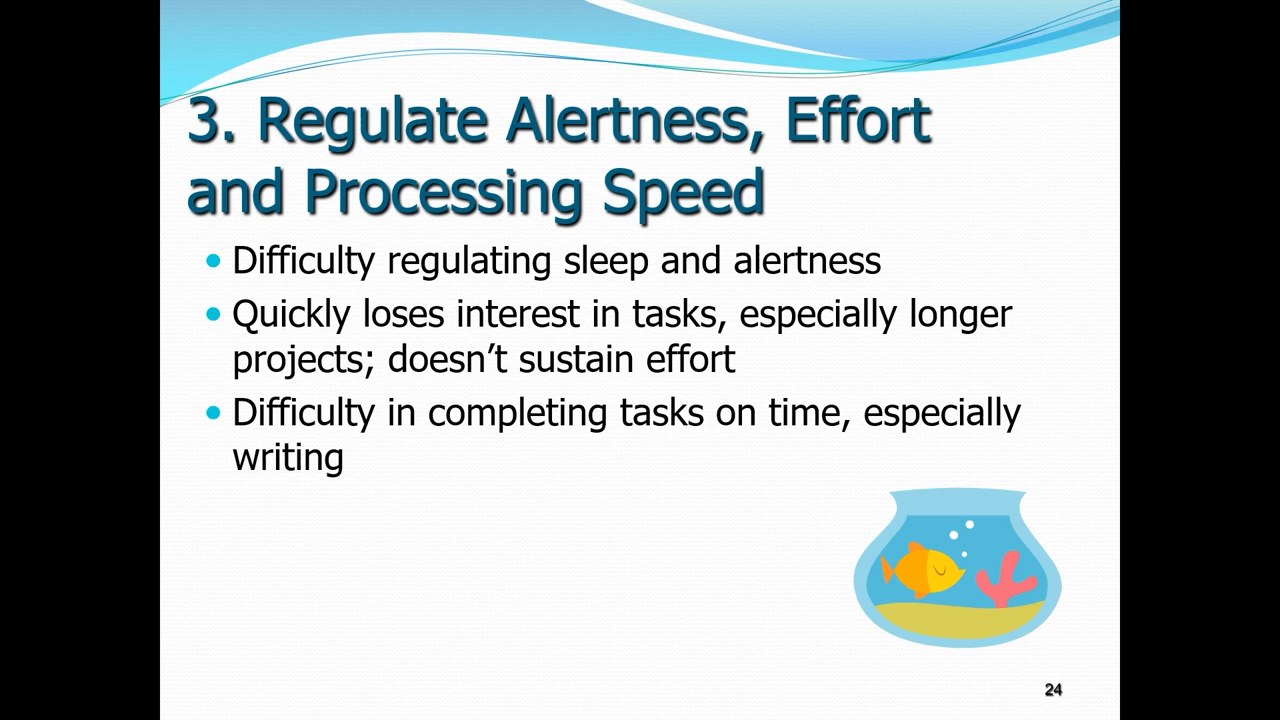 3. Regulate Alertness, Effort
and Processing Speed
• Difficulty regulating sleep and alertness
• Quickly loses interest in tasks, especially longer
projects; doesn’t sustain effort
• Difficulty in completing tasks on time, especially
writing
24